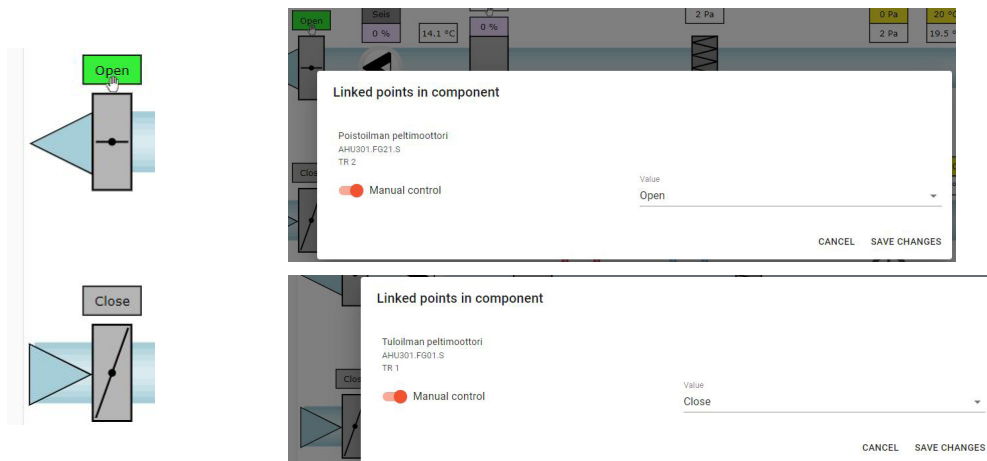 Open
Close
Open
Seis
0 %
14.1 °C
0 %
2 Pa
0 Pa
2 Pa
20 °C
19.5 °
Linked points in component
Poistoilman peltimoottori
AHU301.FG21.S
TR 2
Manual control
Value
Open
CANCEL SAVE CHANGES
Linked points in component
Tuloilman peltimoottori
AHU301.FG01.S
TR 1
Manual control
Value
Close
CANCEL SAVE CHANGES